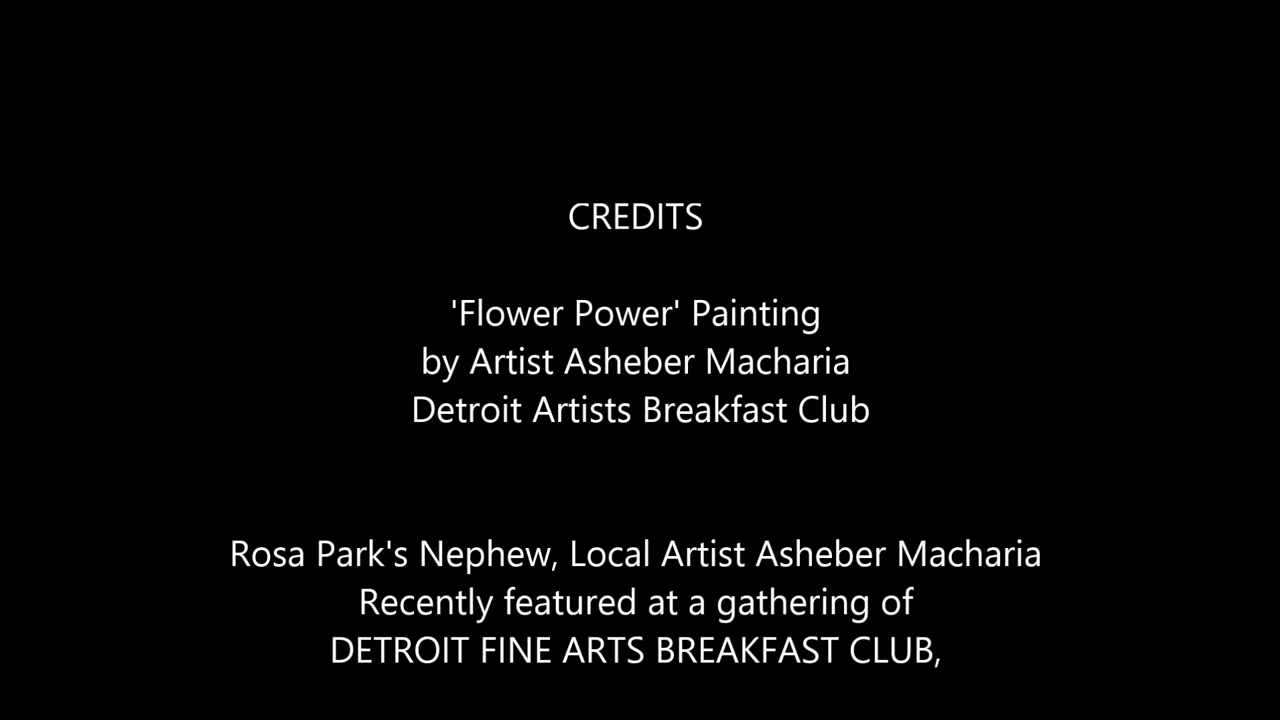 CREDITS
'Flower Power' Painting
by Artist Asheber Macharia
Detroit Artists Breakfast Club
Rosa Park's Nephew, Local Artist Asheber Macharia
Recently featured at a gathering of
DETROIT FINE ARTS BREAKFAST CLUB,